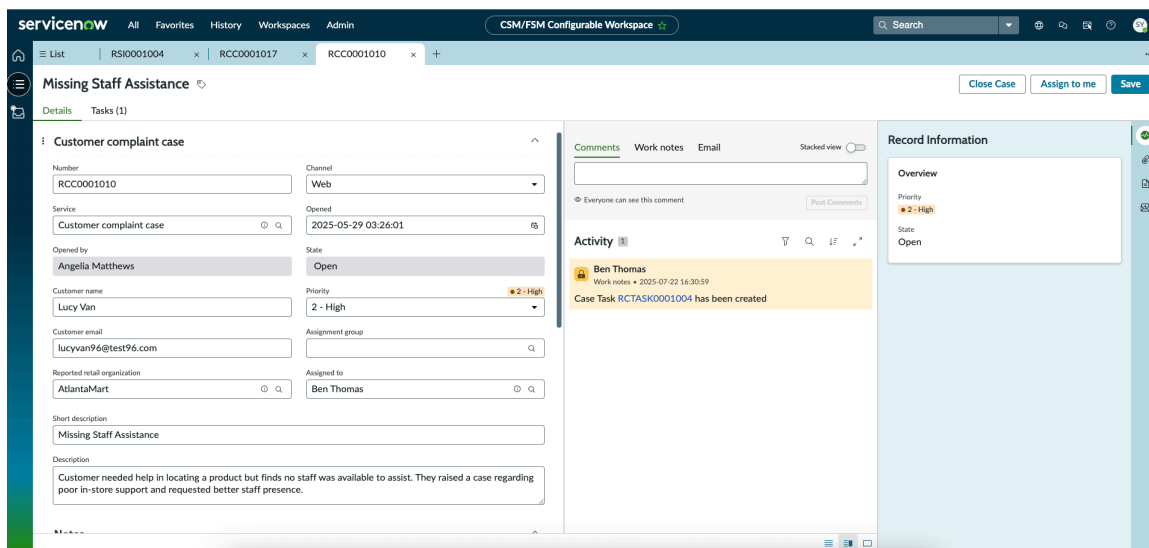 servicenow All Favorites History Workspaces Admin CSM/FSM Configurable Workspace Search SY
List RSI0001004 × RCC0001017 × RCC0001010 × +
Missing Staff Assistance Close Case Assign to me Save
Details Tasks (1)
Customer complaint case
Number
RCC0001010
Channel
Web
Service
Customer complaint case
Opened
2025-05-29 03:26:01
Opened by
Angelia Matthews
State
Open
Customer name
Lucy Van
Priority 2 - High
2 - High
Customer email
lucyvan96@test96.com
Assignment group
Reported retail organization
AtlantaMart
Assigned to
Ben Thomas
Short description
Missing Staff Assistance
Description
Customer needed help in locating a product but finds no staff was available to assist. They raised a case regarding
poor in-store support and requested better staff presence.
Notes
Comments Work notes Email Stacked view
Everyone can see this comment Post Comments
Activity 1
Ben Thomas
Work notes • 2025-07-22 16:30:59
Case Task RCTASK0001004 has been created
Record Information
Overview
Priority
2 - High
State
Open